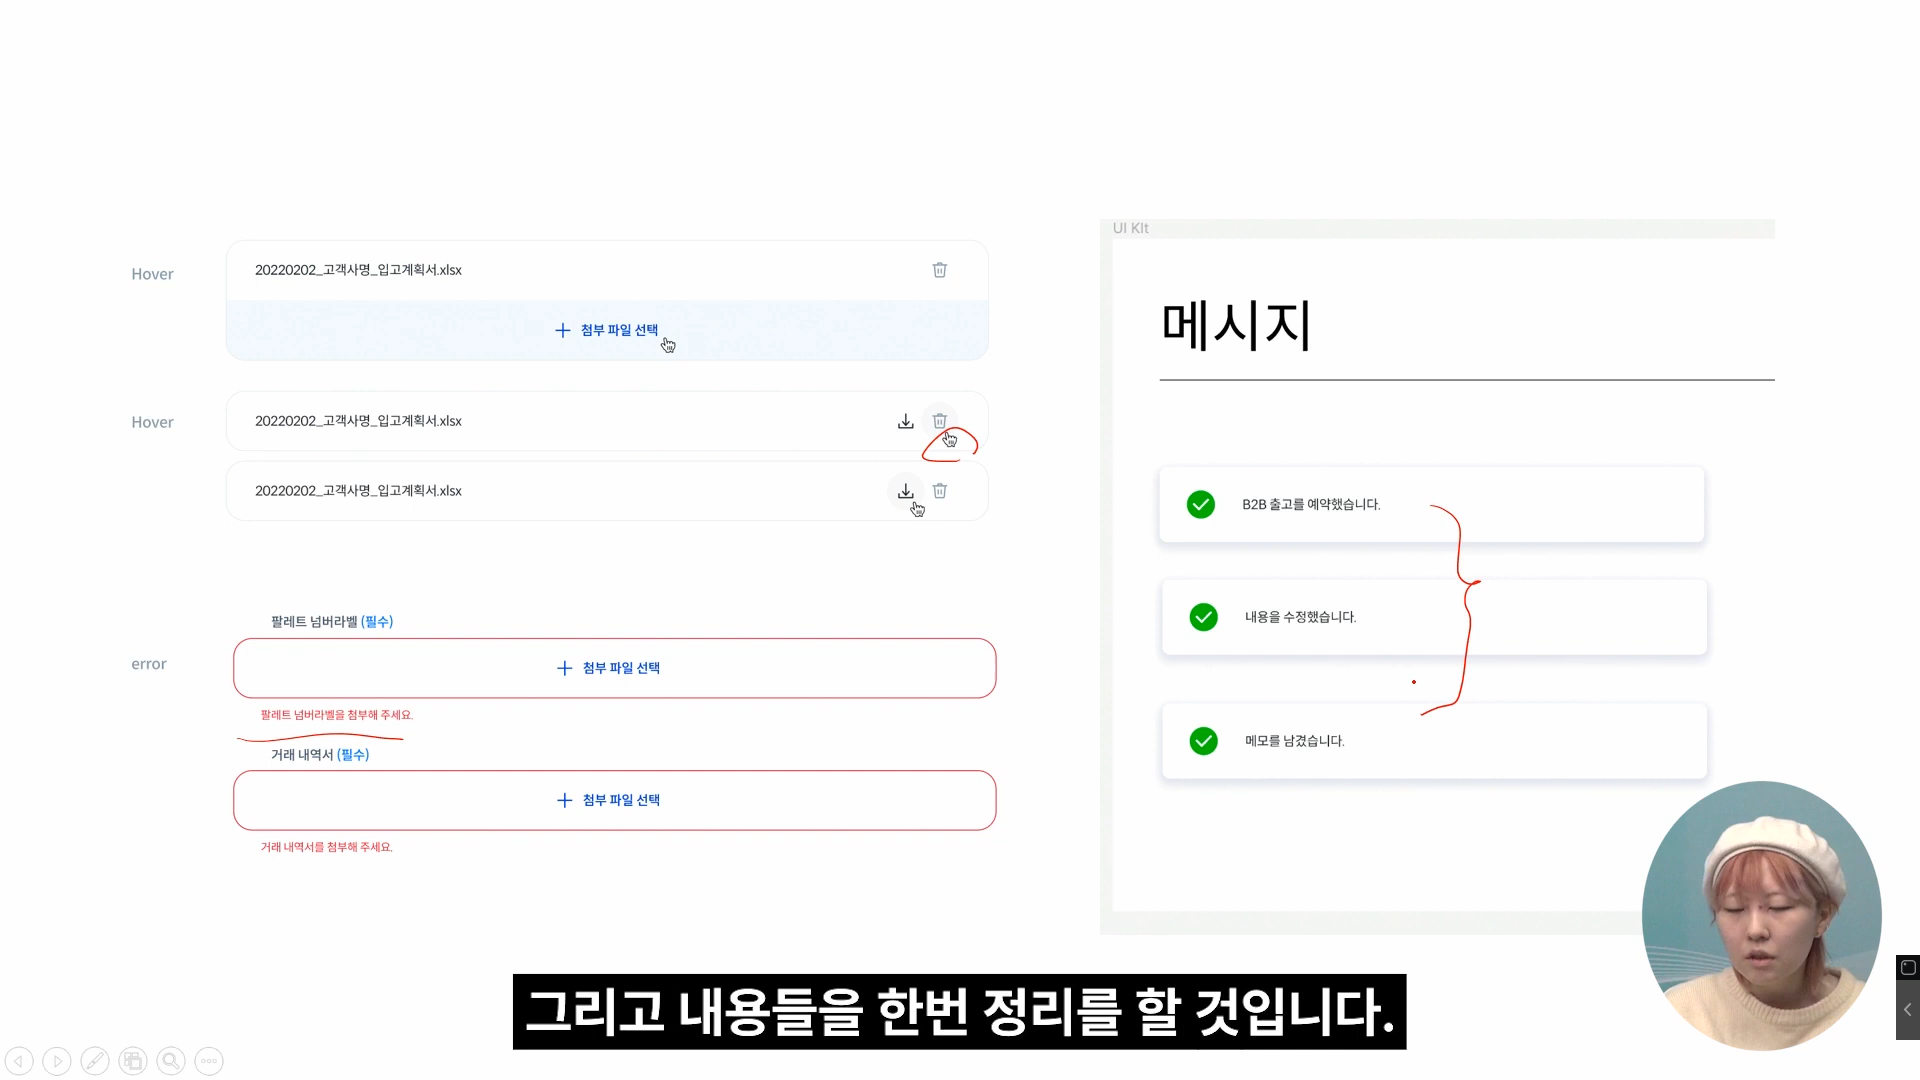 Hover
20220202_고객사명_입고계획서.xlsx
첨부 파일 선택
Hover
20220202_고객사명_입고계획서.xlsx
20220202_고객사명_입고계획서.xlsx
error
팔레트 넘버라벨 (필수)
첨부 파일 선택
팔레트 넘버라벨을 첨부해 주세요.
거래 내역서 (필수)
첨부 파일 선택
거래 내역서를 첨부해 주세요.
UI KIt
메시지
B2B 출고를 예약했습니다.
내용을 수정했습니다.
메모를 남겼습니다.
그리고 내용들을 한번 정리를 할 것입니다.